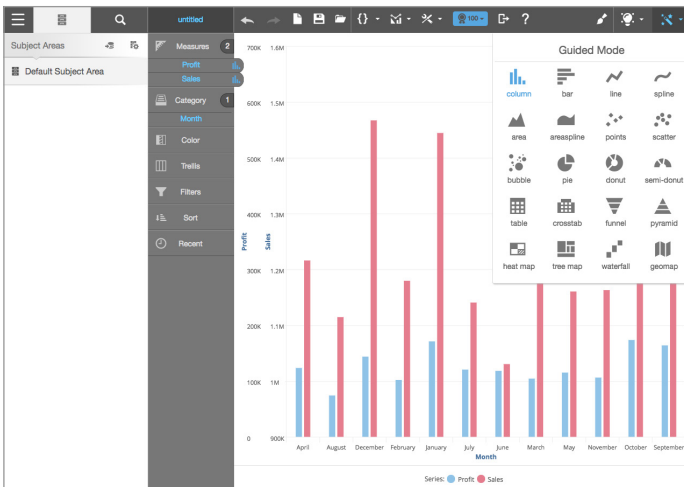 untitled
{}
100
?
Subject Areas
Default Subject Area
Measures 2
Profit
Sales
Category 1
Month
Color
Treills
Filters
Sort
Recent
Guided Mode
column bar line spline
area areaspline points scatter
bubble pie donut semi-donut
table crosstab funnel pyramid
heat map tree map waterfall geomap
700K 1.6M
600K 1.5M
500K 1.4M
400K 1.3M
300K 1.2M
200K 1.1M
100K 1M
0 900K
Profit
Sales
April August December February January July June March May November October September
Month
Series: Profit Sales